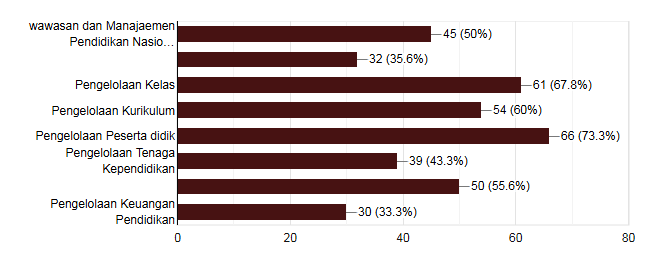 wawasan dan Manajaemen
Pendidikan Nasio…
45 (50%)
32 (35.6%)
Pengelolaan Kelas
61 (67.8%)
Pengelolaan Kurikulum
54 (60%)
Pengelolaan Peserta didik
66 (73.3%)
Pengelolaan Tenaga
Kependidikan
39 (43.3%)
50 (55.6%)
Pengelolaan Keuangan
Pendidikan
30 (33.3%)
0 20 40 60 80